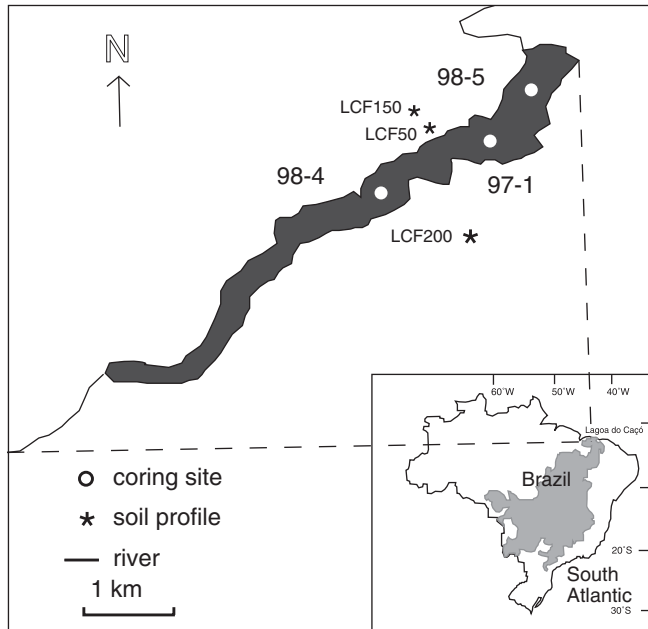 N
98-5
LCF150
LCF50
98-4
97-1
LCF200
60˚W 50˚W 40˚W
Lagoa do Caçó
Brazil
20˚S
South
Atlantic
30˚S
coring site
soil profile
river
1 km